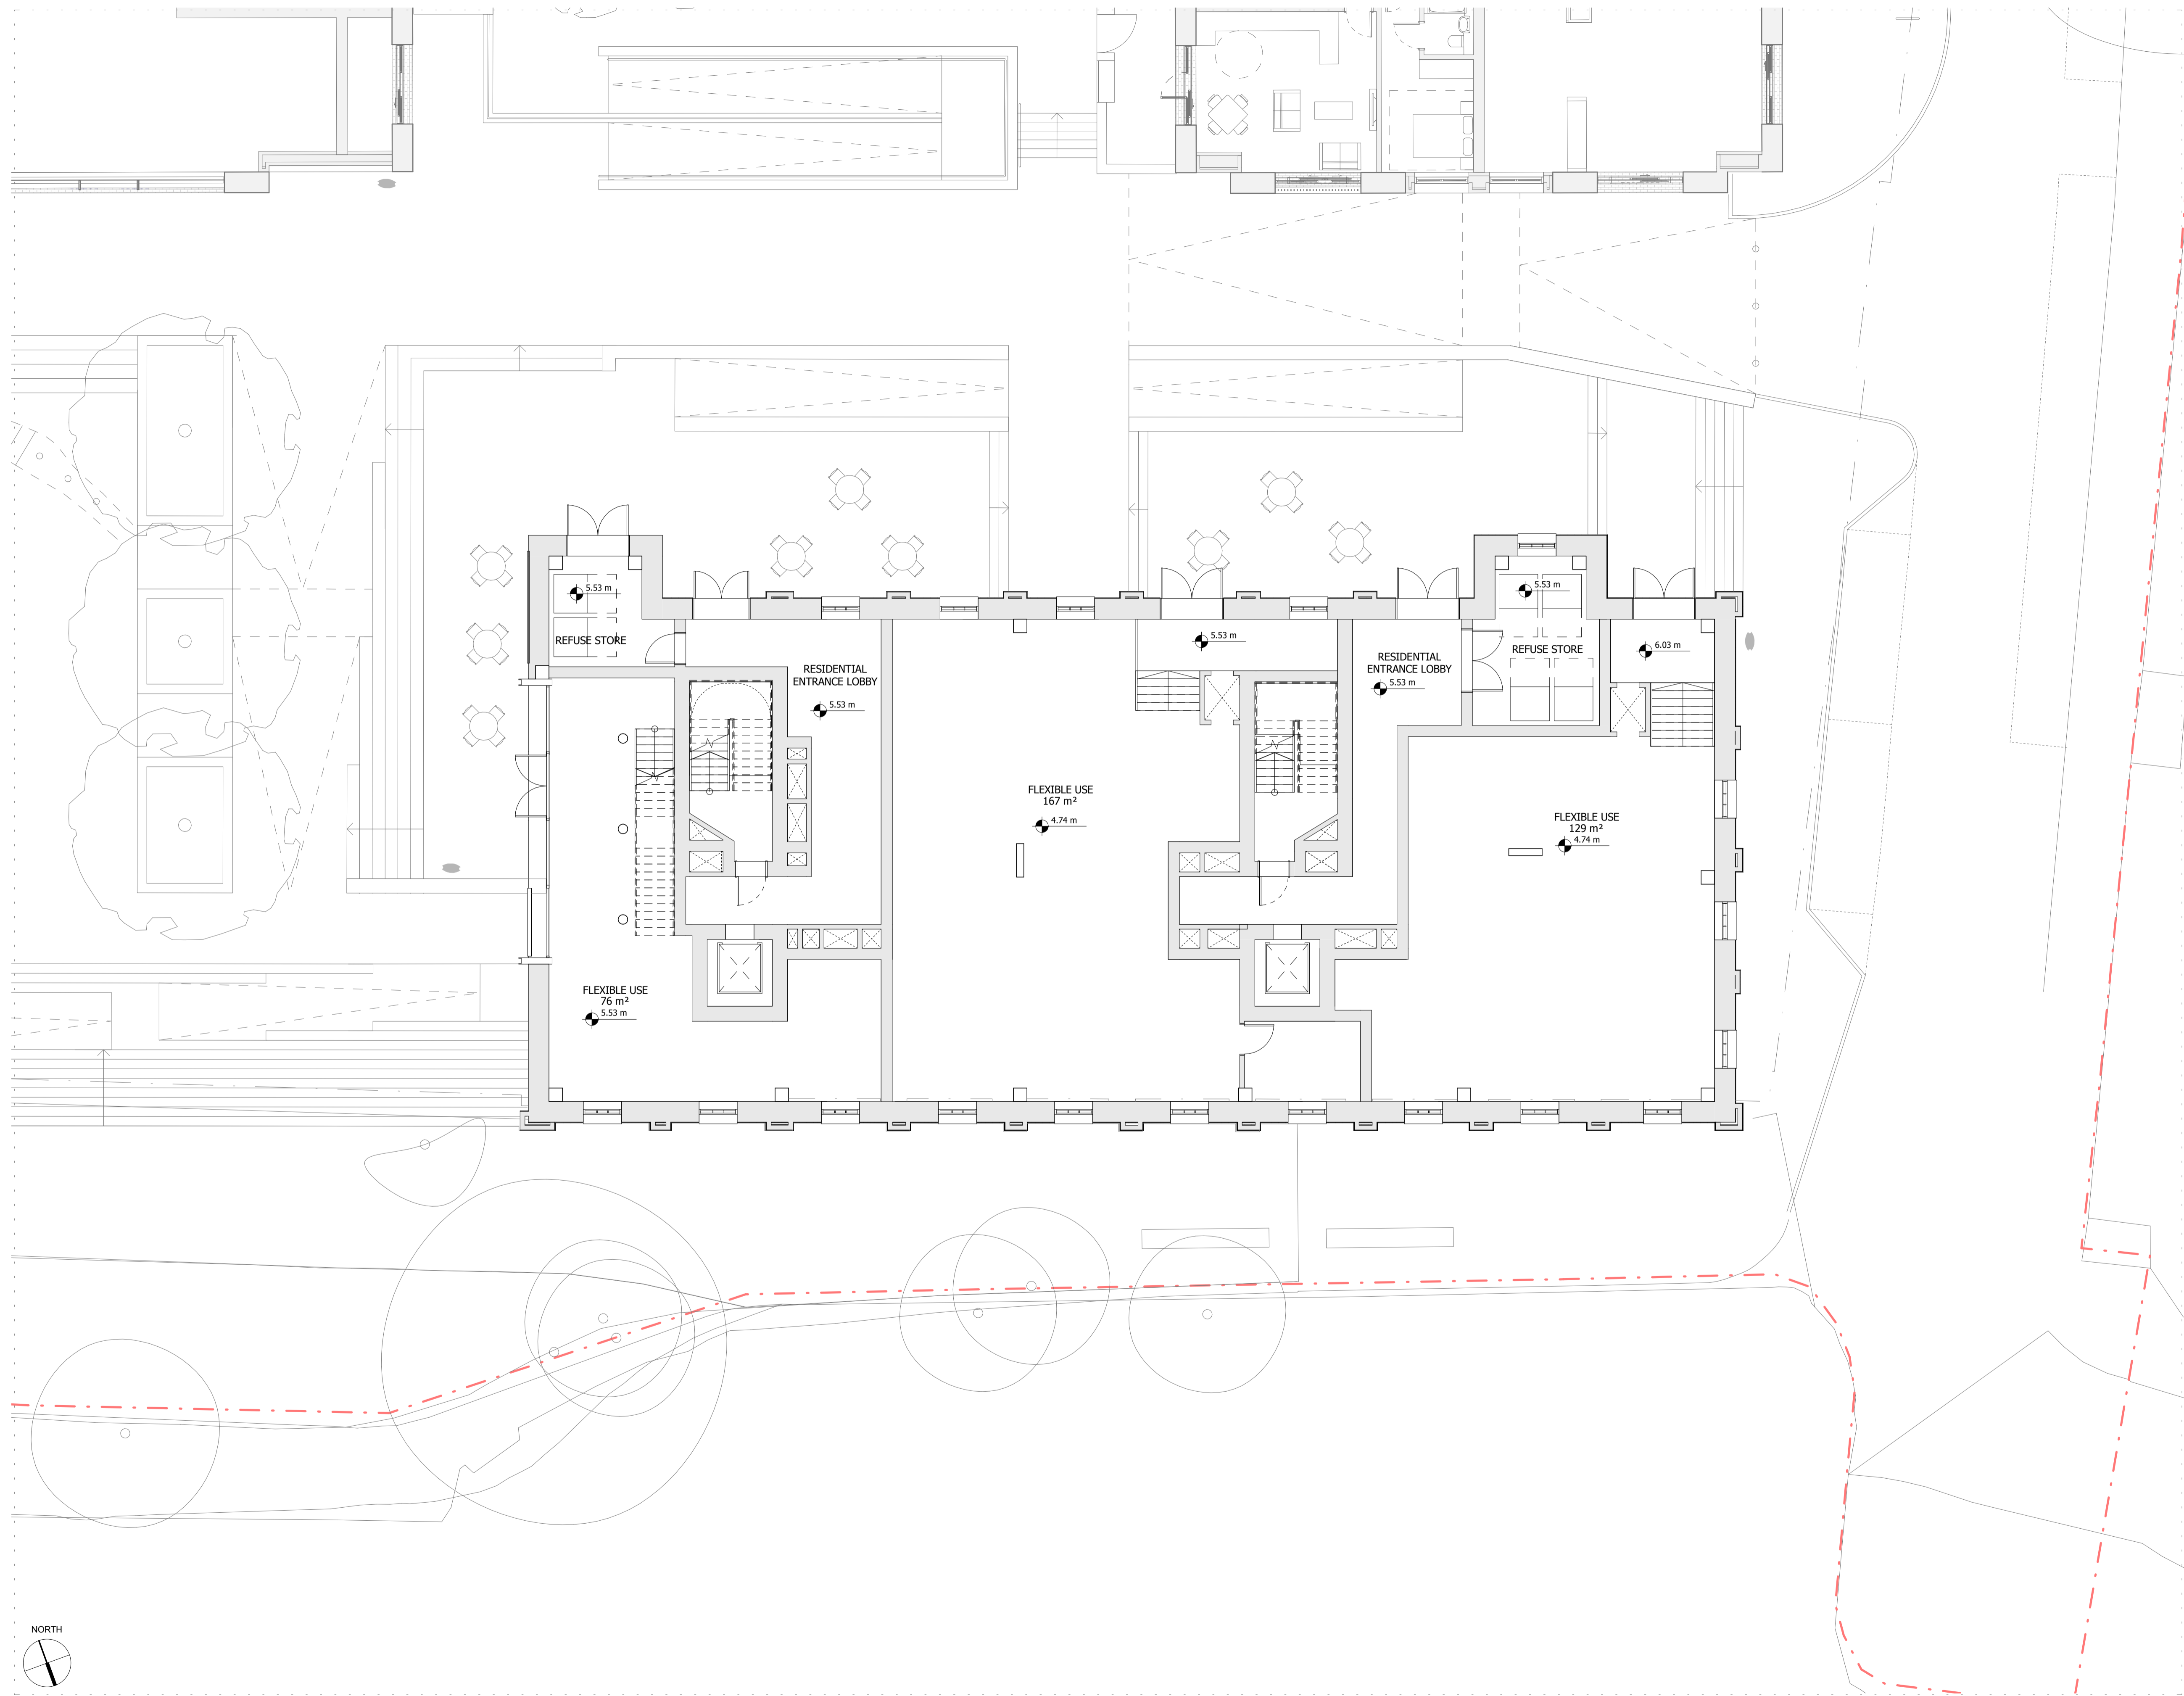 5.53 m
REFUSE STORE
RESIDENTIAL
ENTRANCE LOBBY
5.53 m
5.53 m
RESIDENTIAL
ENTRANCE LOBBY
5.53 m
5.53 m
REFUSE STORE
6.03 m
FLEXIBLE USE
167 m²
4.74 m
FLEXIBLE USE
129 m²
4.74 m
FLEXIBLE USE
76 m²
5.53 m
NORTH